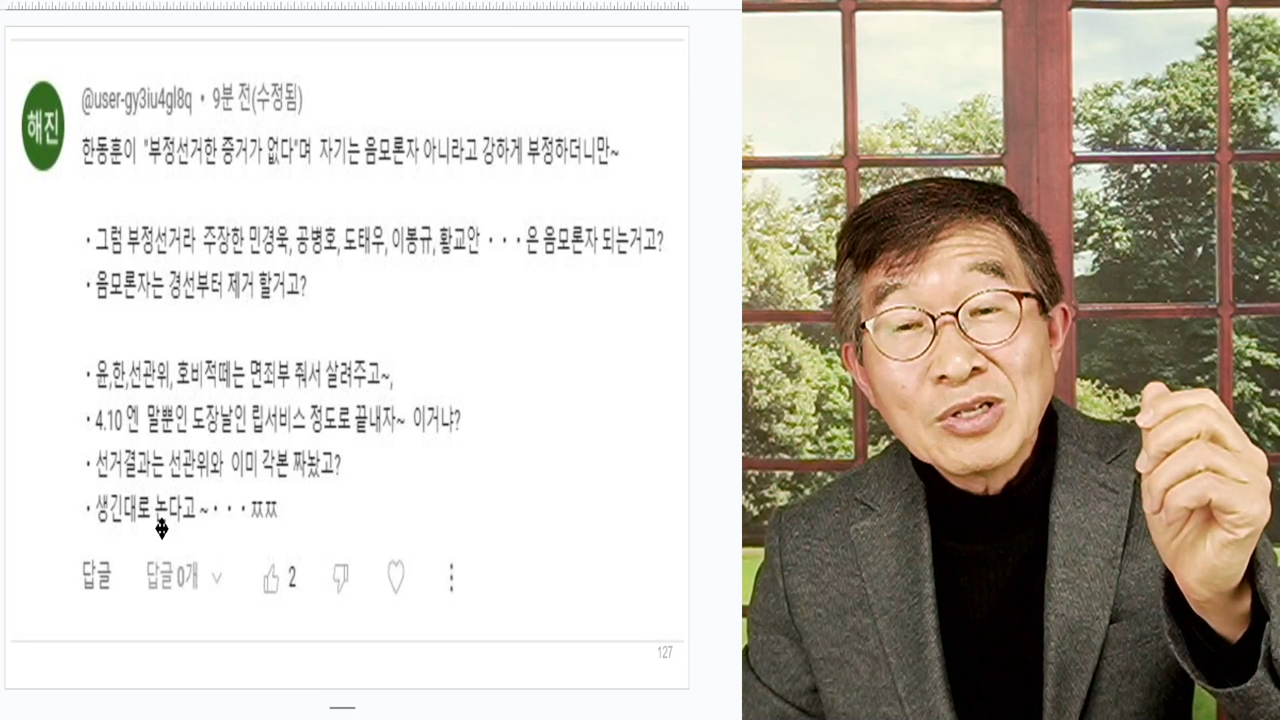 해진
@user-gy3iu4gl8q • 9분 전(수정됨)
한동훈이 "부정선거한 증거가 없다"며 자기는 음모론자 아니라고 강하게 부정하더니만~
• 그럼 부정선거라 주장한 민경욱, 공병호, 도태우, 이봉규, 황교안 • • • 은 음모론자 되는거고?
• 음모론자는 경선부터 제거 할거고?
• 윤,한,선관위, 호비적떼는 면죄부 줘서 살려주고~,
• 4.10 엔 말뿐인 도장날인 립서비스 정도로 끝내자~ 이거냐?
• 선거결과는 선관위와 이미 각본 짜놨고?
• 생긴대로 논다고 ~ • • • ㅉㅉ
답글 답글 0개 2
127